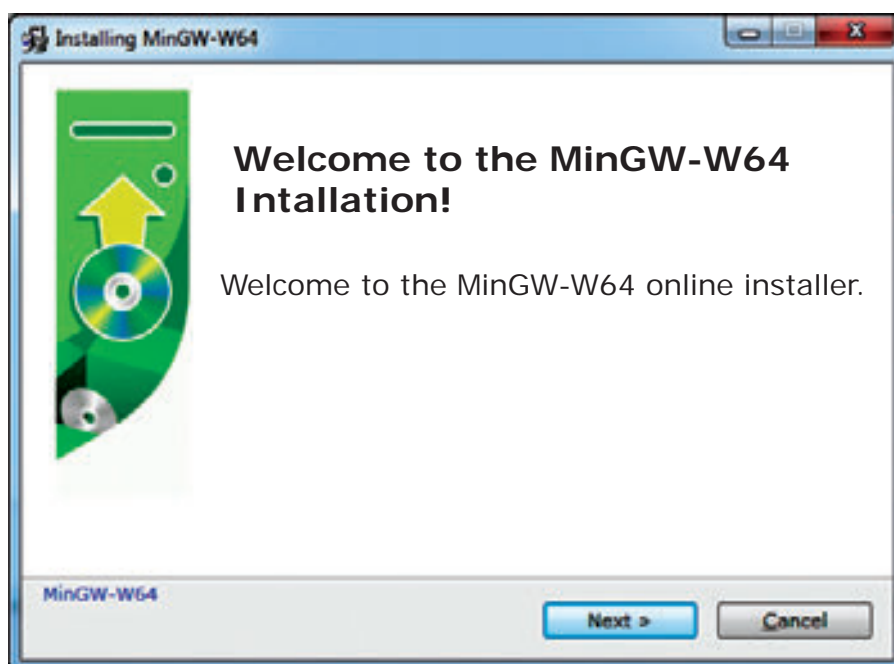 Installing MinGW-W64
Welcome to the MinGW-W64
Intallation!
Welcome to the MinGW-W64 online installer.
MinGW-W64
Next >
Cancel